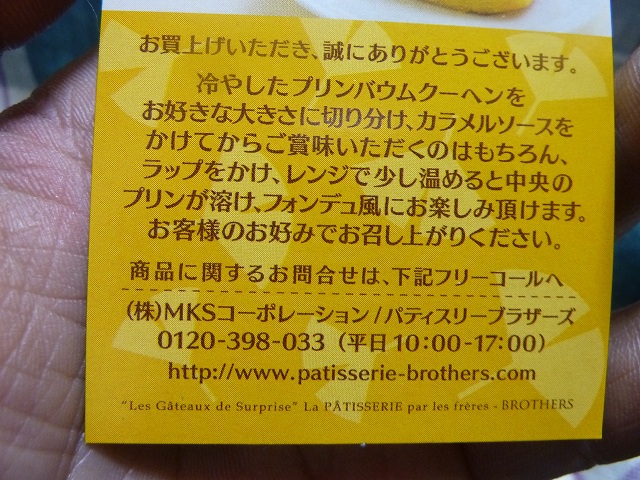 お買上げいただき、誠にありがとうございます。
冷やしたプリンバウムクーヘンを
お好きな大きさに切り分け、カラメルソースを
かけてからご賞味いただくのはもちろん、
ラップをかけ、レンジで少し温めると中央の
プリンが溶け、フォンデュ風にお楽しみ頂けます。
お客様のお好みでお召し上がりください。
商品に関するお問合せは、下記フリーコールへ
(株)MKSコーポレーション/パティスリーブラザーズ
0120-398-033 (平日10:00-17:00)
http://www.patisserie-brothers.com
"Les Gâteaux de Surprise" La PÂTISSERIE par les frères - BROTHERS